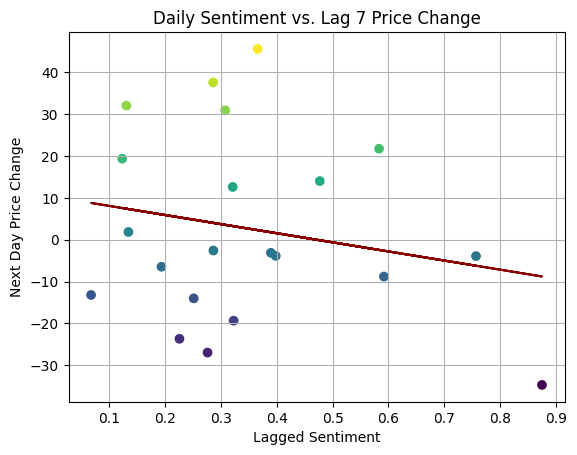 Daily Sentiment vs. Lag 7 Price Change
Next Day Price Change
40
30
20
10
0
−10
−20
−30
0.1 0.2 0.3 0.4 0.5 0.6 0.7 0.8 0.9
Lagged Sentiment